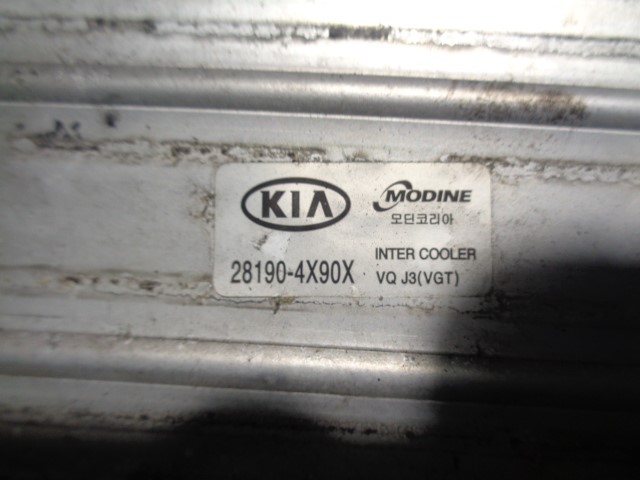 KIA
MODINE
모딘코리아
INTER COOLER
28190-4X90X
VQ J3(VGT)